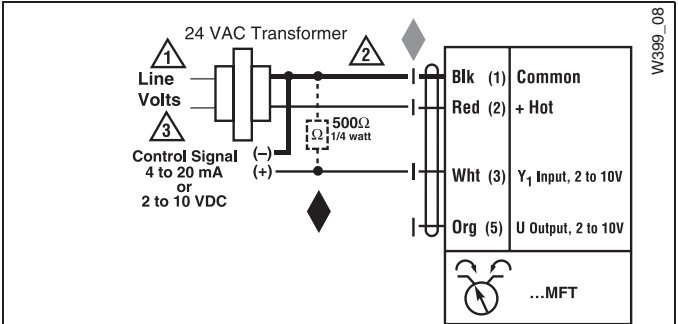 24 VAC Transformer
1
2
Line
Volts
3
Control Signal
4 to 20 mA
or
2 to 10 VDC
(–)
(+)
Ω
500Ω
1/4 watt
Blk (1) Common
Red (2) + Hot
Wht (3) Y₁ Input, 2 to 10V
Org (5) U Output, 2 to 10V
...MFT
W399_08